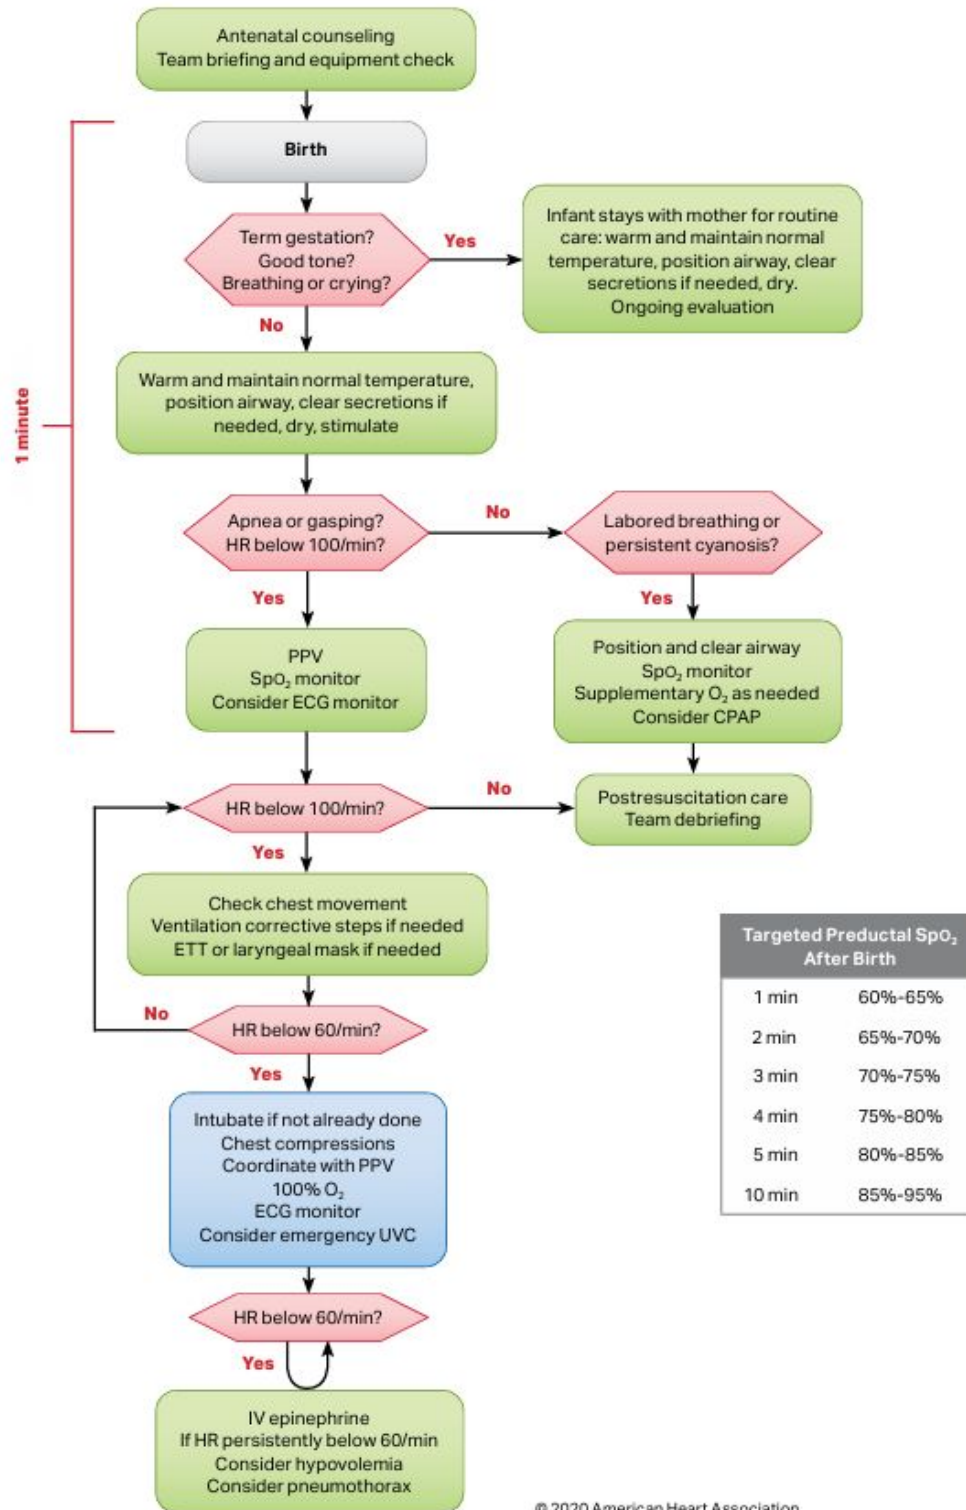 Antenatal counseling
Team briefing and equipment check
Birth
Term gestation?
Good tone?
Breathing or crying?
Yes
Infant stays with mother for routine
care: warm and maintain normal
temperature, position airway, clear
secretions if needed, dry.
Ongoing evaluation
No
1 minute
Warm and maintain normal temperature,
position airway, clear secretions if
needed, dry, stimulate
Apnea or gasping?
HR below 100/min?
No
Labored breathing or
persistent cyanosis?
Yes
Yes
PPV
SpO₂ monitor
Consider ECG monitor
Position and clear airway
SpO₂ monitor
Supplementary O₂ as needed
Consider CPAP
HR below 100/min?
No
Postresuscitation care
Team debriefing
Yes
Check chest movement
Ventilation corrective steps if needed
ETT or laryngeal mask if needed
No
HR below 60/min?
Yes
Intubate if not already done
Chest compressions
Coordinate with PPV
100% O₂
ECG monitor
Consider emergency UVC
HR below 60/min?
Yes
IV epinephrine
If HR persistently below 60/min
Consider hypovolemia
Consider pneumothorax
Targeted Preductal SpO₂
After Birth
1 min 60%-65%
2 min 65%-70%
3 min 70%-75%
4 min 75%-80%
5 min 80%-85%
10 min 85%-95%
© 2020 American Heart Association